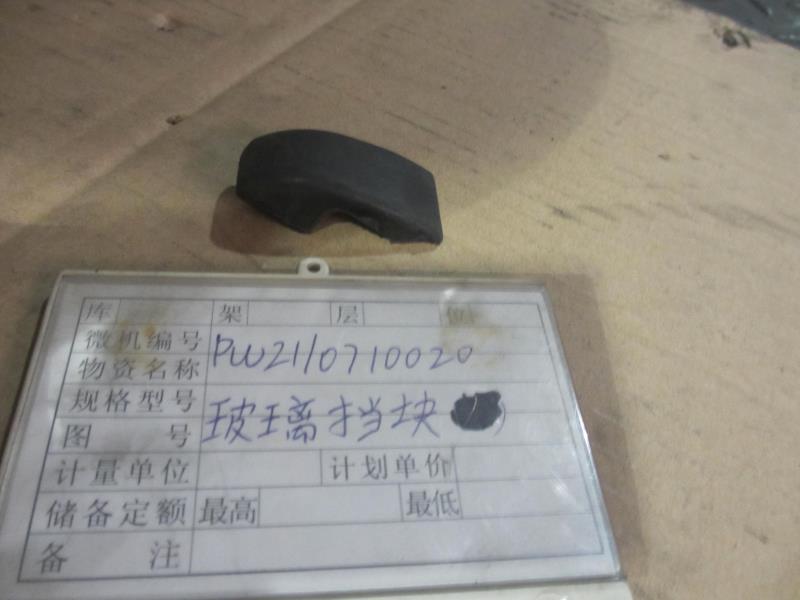 库 架 层 位
微机编号 PW21/0710020
物资名称
规格型号 玻璃挡块
图号
计量单位 计划单价
储备定额 最高 最低
备注